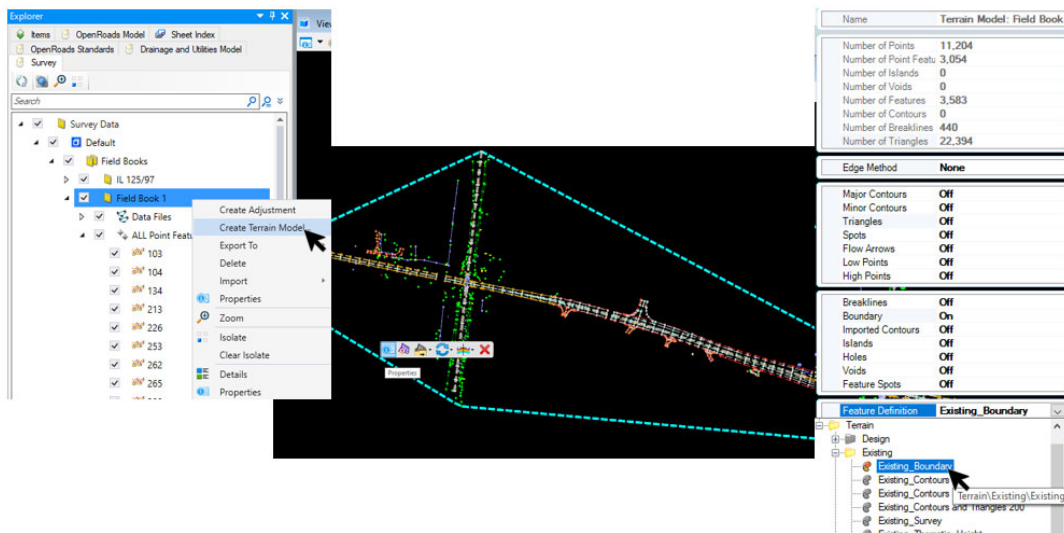 Explorer
Items OpenRoads Model Sheet Index
OpenRoads Standards Drainage and Utilities Model
Survey
Search
Survey Data
Default
Field Books
IL 125/97
Field Book 1
Data Files
ALL Point Featu
103
104
134
213
226
253
262
265
Create Adjustment
Create Terrain Model
Export To
Delete
Import
Properties
Zoom
Isolate
Clear Isolate
Details
Properties
Properties
Name Terrain Model: Field Book
Number of Points 11,204
Number of Point Featu 3,054
Number of Islands 0
Number of Voids 0
Number of Features 3,583
Number of Contours 0
Number of Breaklines 440
Number of Triangles 22,394
Edge Method None
Major Contours Off
Minor Contours Off
Triangles Off
Spots Off
Flow Arrows Off
Low Points Off
High Points Off
Breaklines Off
Boundary On
Imported Contours Off
Islands Off
Holes Off
Voids Off
Feature Spots Off
Feature Definition Existing_Boundary
Terrain
Design
Existing
Existing_Boundary
Existing_Contours
Existing_Contours
Terrain\Existing\Existing
Existing_Contours and Triangles 200
Existing_Survey